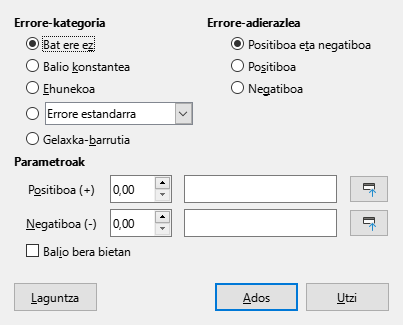 Errore-kategoria
Errore-adierazlea
Bat ere ez
Positiboa eta negatiboa
Balio konstantea
Positiboa
Ehunekoa
Negatiboa
Errore estandarra
Gelaxka-barrutia
Parametroak
Positiboa (+) 0,00
Negatiboa (-) 0,00
Balio bera bietan
Laguntza
Ados
Utzi